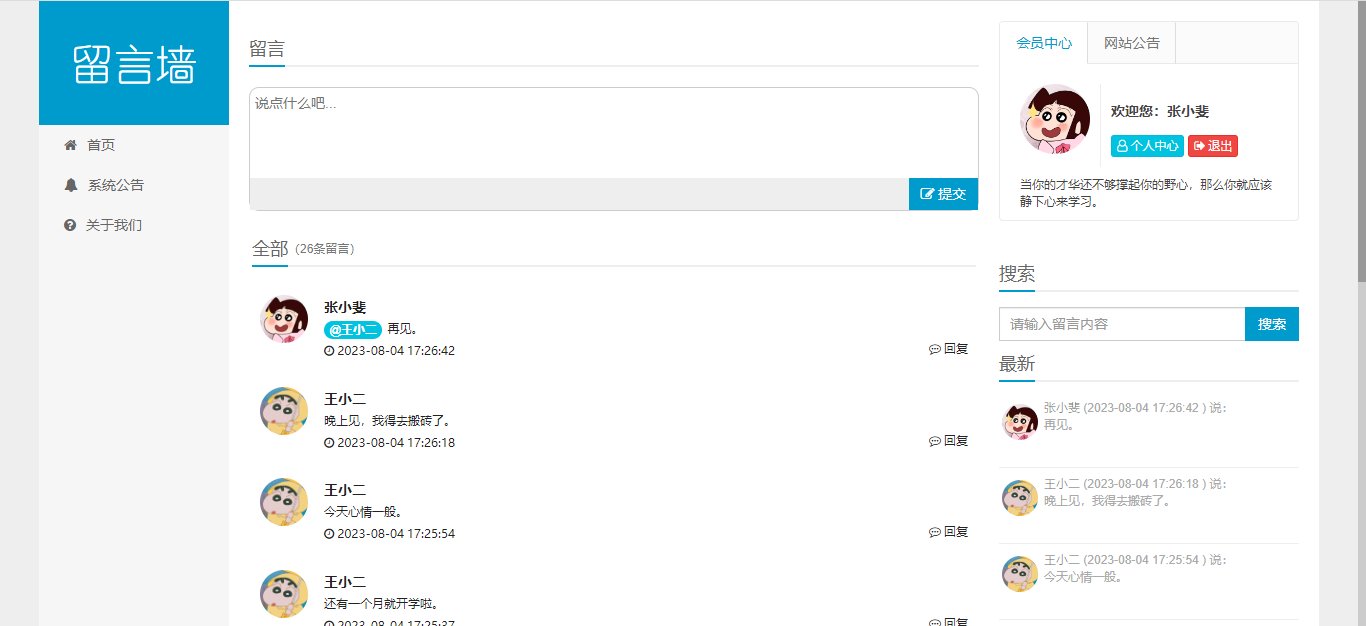 留言墙
首页
系统公告
关于我们
留言
说点什么吧...
提交
全部 (26条留言)
张小斐
@王小二 再见。
2023-08-04 17:26:42 回复
王小二
晚上见，我得去搬砖了。
2023-08-04 17:26:18 回复
王小二
今天心情一般。
2023-08-04 17:25:54 回复
王小二
还有一个月就开学啦。
2023-08-04 17:25:37 回复
会员中心 网站公告
欢迎您：张小斐
个人中心 退出
当你的才华还不够撑起你的野心，那么你就应该
静下心来学习。
搜索
请输入留言内容 搜索
最新
张小斐 (2023-08-04 17:26:42 ) 说：
再见。
王小二 (2023-08-04 17:26:18 ) 说：
晚上见，我得去搬砖了。
王小二 (2023-08-04 17:25:54 ) 说：
今天心情一般。